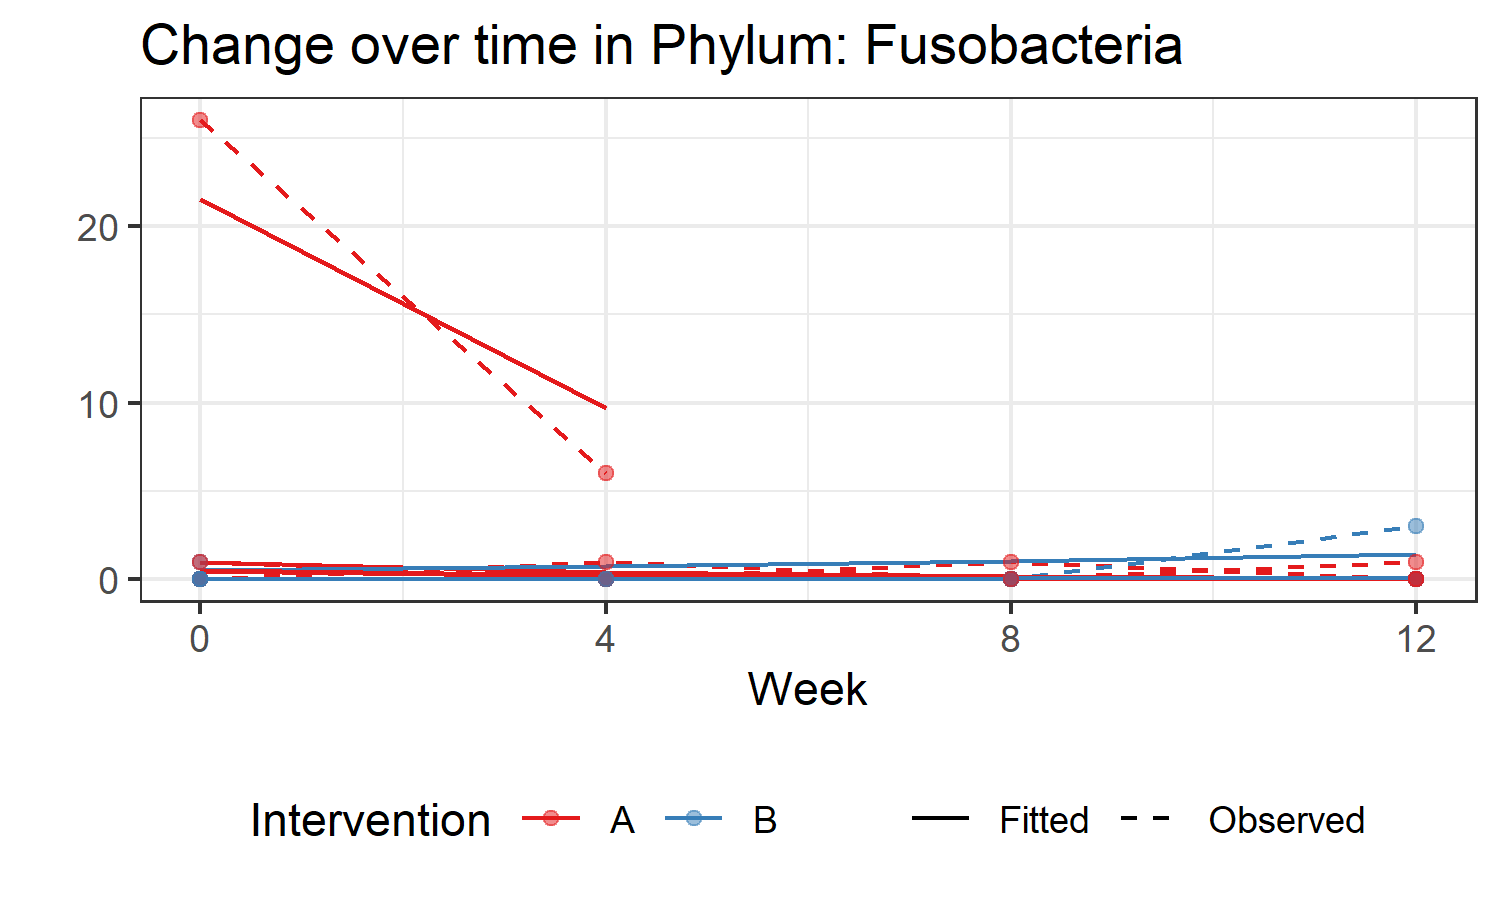 Change over time in Phylum: Fusobacteria
20
10
0
0 4 8 12
Week
Intervention A B Fitted Observed